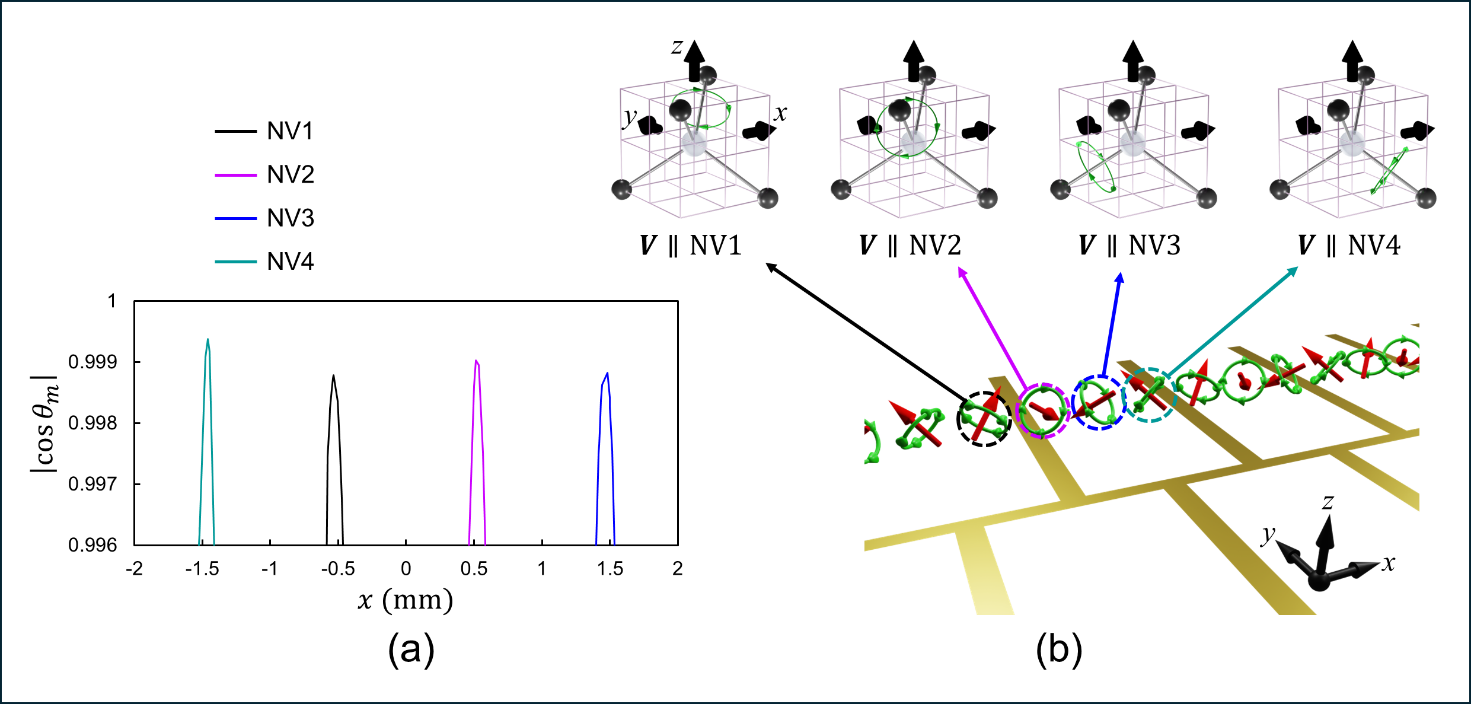 NV1
NV2
NV3
NV4
1
0.999
0.998
0.997
0.996
|cos θₘ|
-2
-1.5
-1
-0.5
0
0.5
1
1.5
2
x (mm)
(a)
z
y
x
V ∥ NV1
V ∥ NV2
V ∥ NV3
V ∥ NV4
z
y
x
(b)